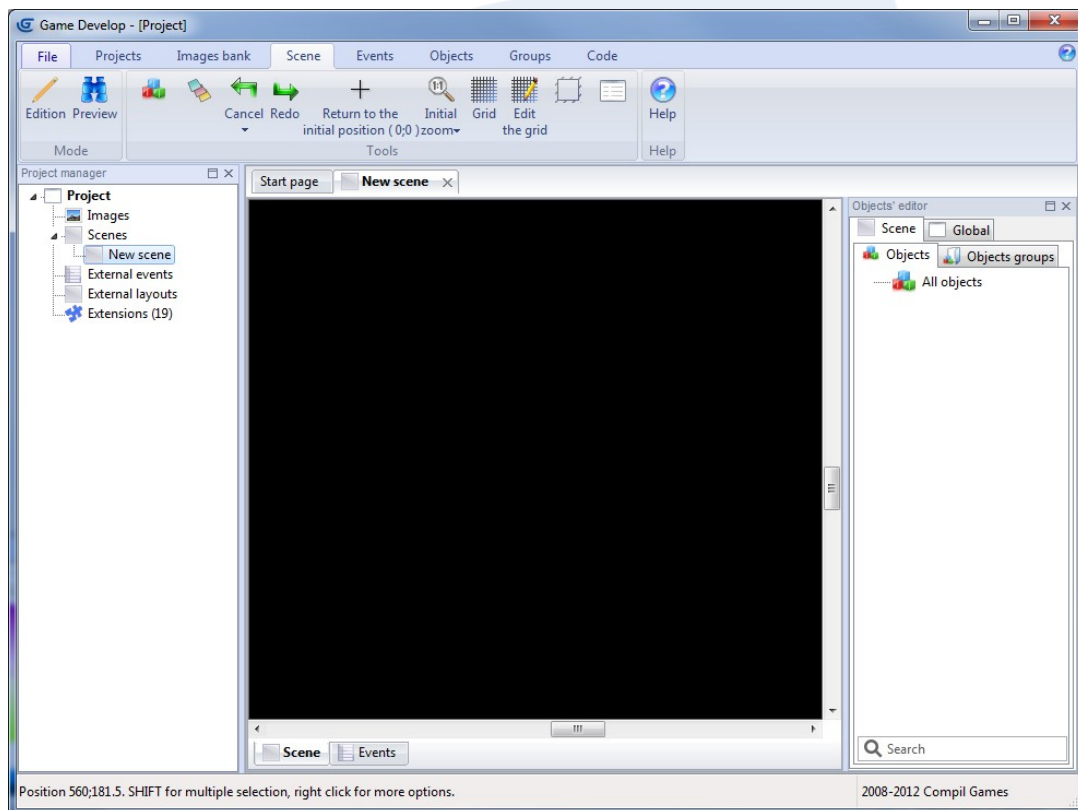 Game Develop - [Project]
File Projects Images bank Scene Events Objects Groups Code
Edition Preview Cancel Redo Return to the Initial Grid Edit Help
initial position ( 0;0 ) zoom the grid
Mode Tools Help
Project manager
Start page New scene
Project
Images
Scenes
New scene
External events
External layouts
Extensions (19)
Objects' editor
Scene Global
Objects Objects groups
All objects
Search
Scene Events
Position 560;181.5. SHIFT for multiple selection, right click for more options. 2008-2012 Compil Games